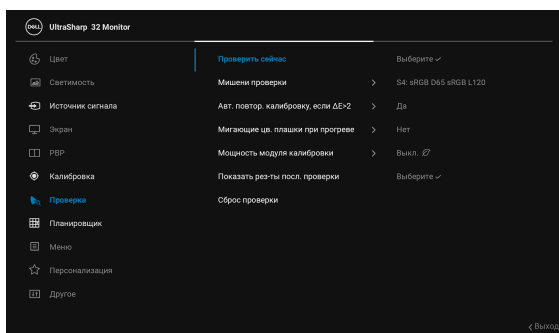 DELL UltraSharp 32 Monitor
Цвет
Светимость
Источник сигнала
Экран
PBP
Калибровка
Проверка
Планировщик
Меню
Персонализация
Другое
Проверить сейчас Выберите ✓
Мишени проверки > S4: sRGB D65 sRGB L120
Авт. повтор. калибровку, если ΔE>2 > Да
Мигающие цв. плашки при прогреве > Нет
Мощность модуля калибровки > Выкл.
Показать рез-ты посл. проверки Выберите ✓
Сброс проверки
< Выход